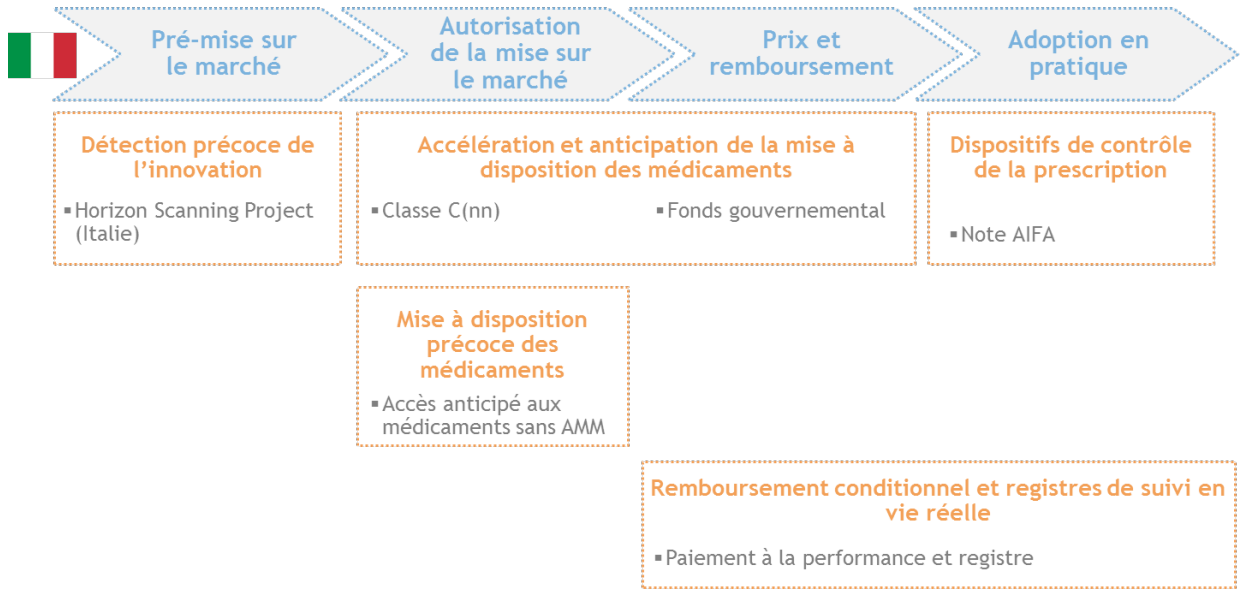 Pré-mise sur
le marché
Autorisation
de la mise sur
le marché
Prix et
remboursement
Adoption en
pratique
Détection précoce de
l'innovation
▪Horizon Scanning Project
(Italie)
Accélération et anticipation de la mise à
disposition des médicaments
▪Classe C(nn)
▪Fonds gouvernemental
Dispositifs de contrôle
de la prescription
▪Note AIFA
Mise à disposition
précoce des
médicaments
▪Accès anticipé aux
médicaments sans AMM
Remboursement conditionnel et registres de suivi en
vie réelle
▪Paiement à la performance et registre